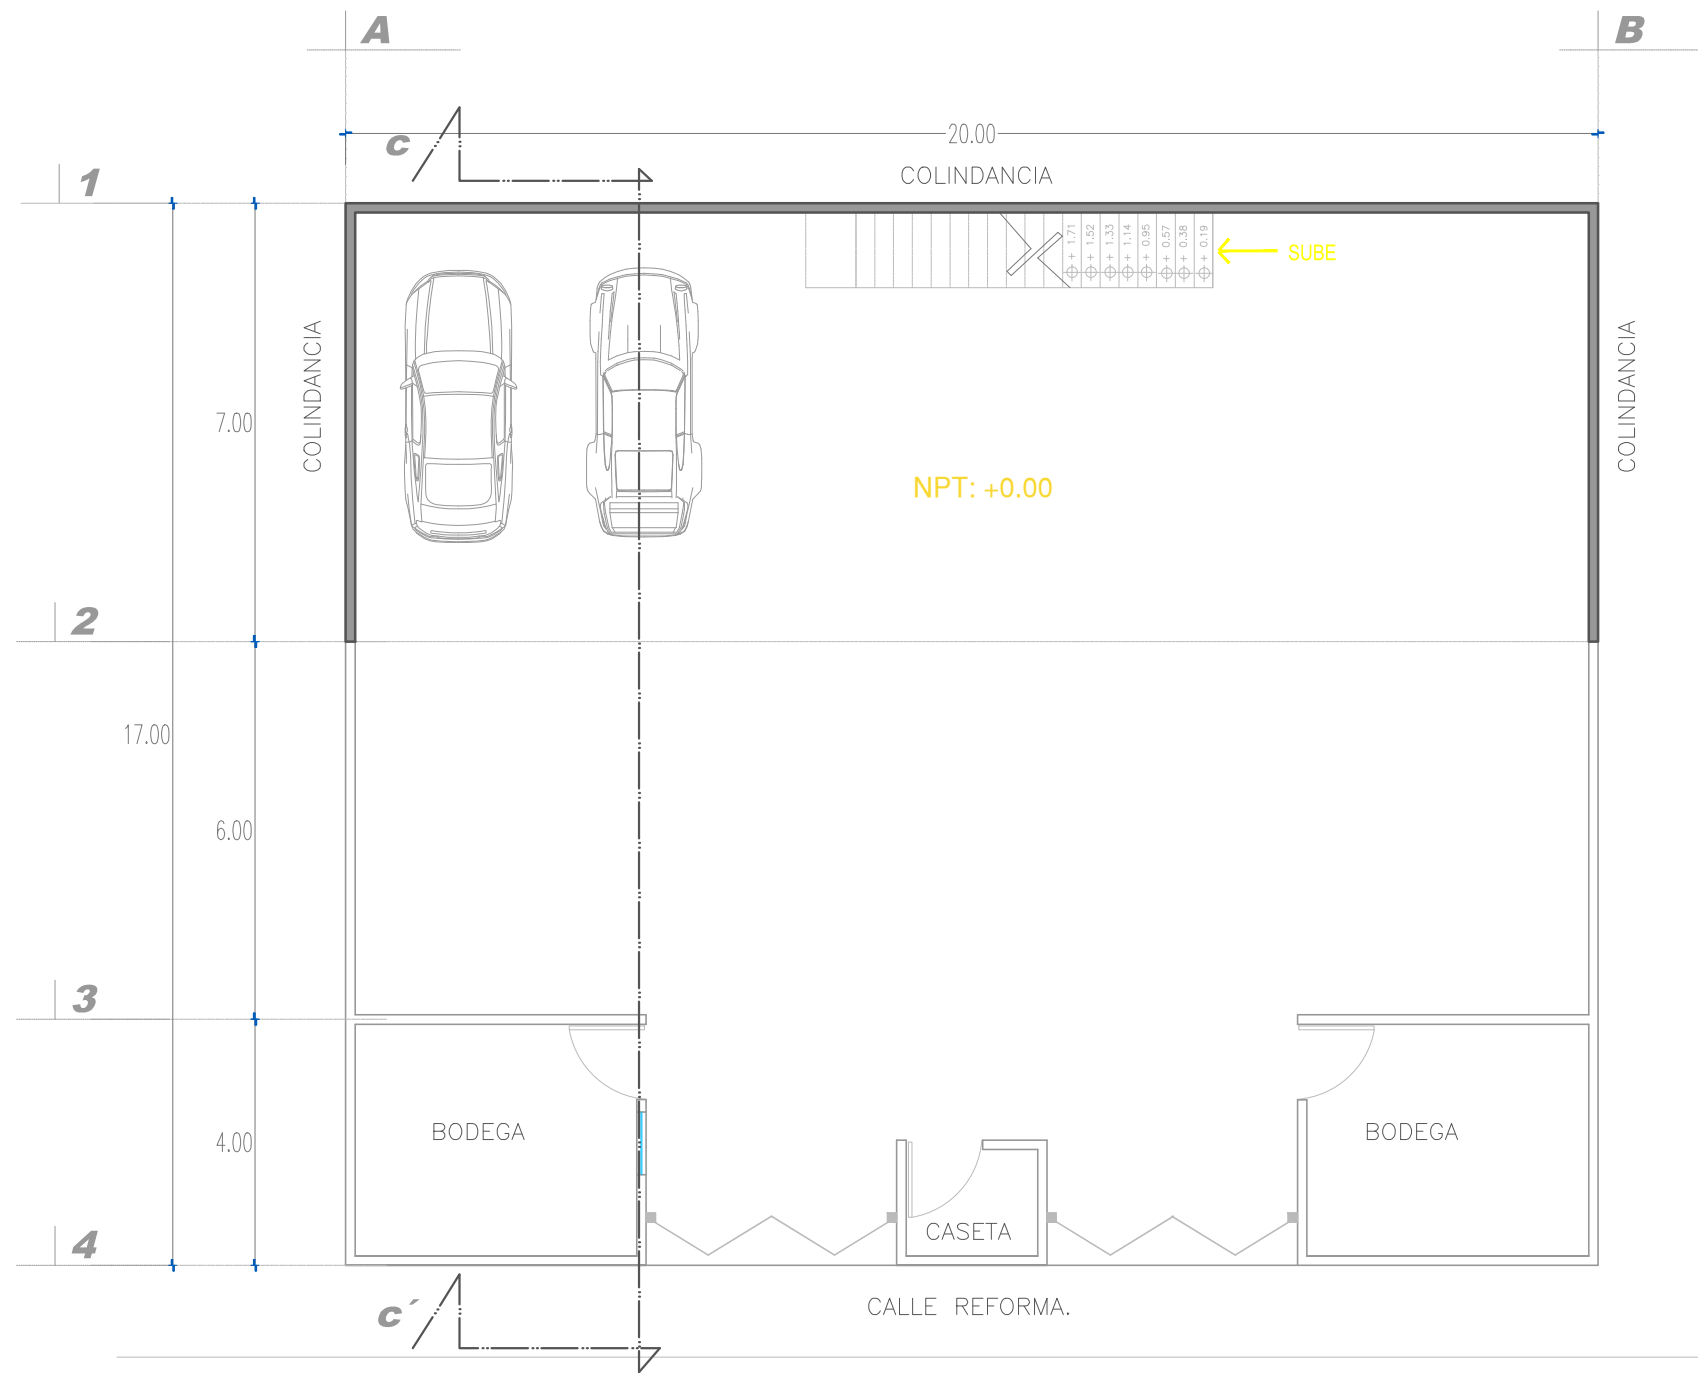 A
B
c
20.00
COLINDANCIA
1
+ 1.71
+ 1.52
+ 1.33
+ 1.14
+ 0.95
+ 0.57
+ 0.38
+ 0.19
SUBE
COLINDANCIA
COLINDANCIA
7.00
NPT: +0.00
2
17.00
6.00
3
BODEGA
BODEGA
4.00
CASETA
4
c´
CALLE REFORMA.